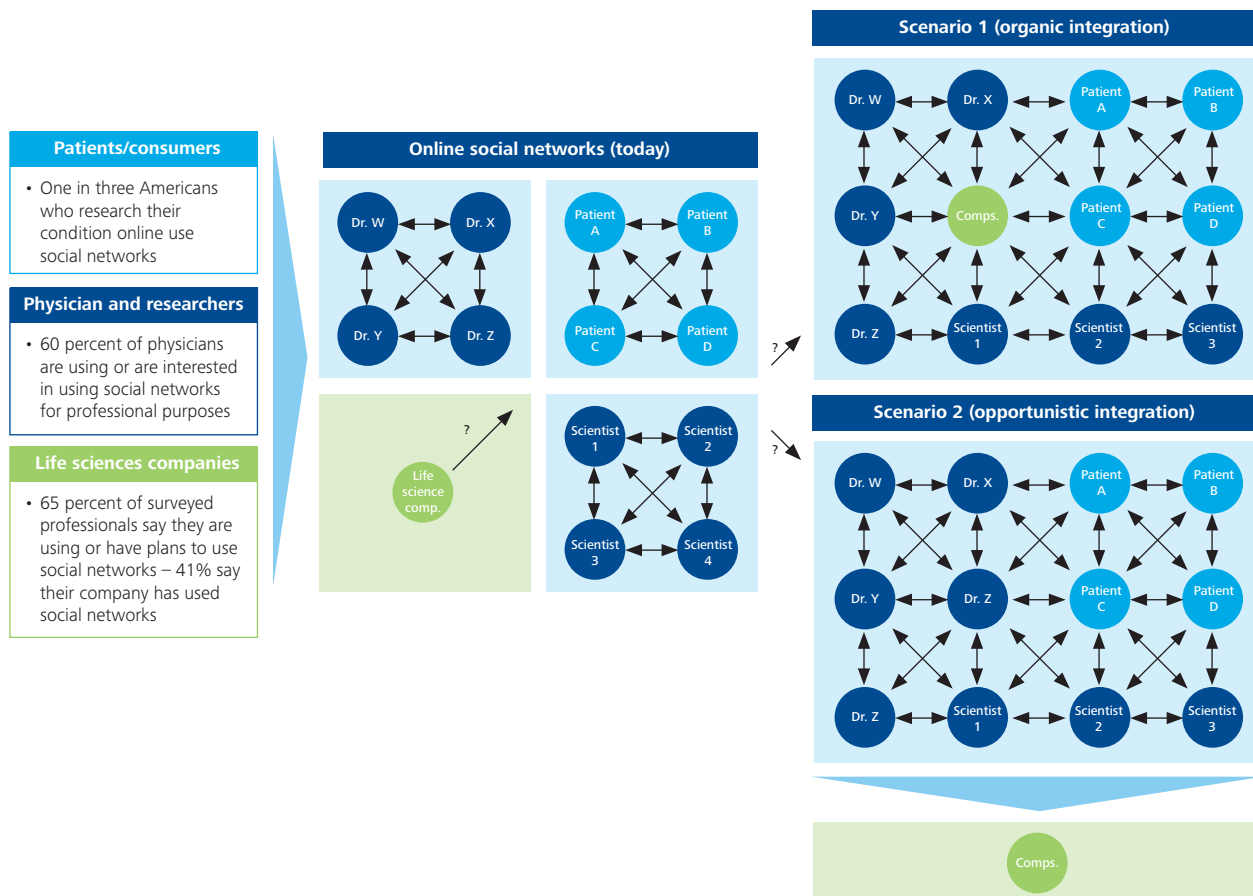 Patients/consumers
• One in three Americans
who research their
condition online use
social networks
Physician and researchers
• 60 percent of physicians
are using or are interested
in using social networks
for professional purposes
Life sciences companies
• 65 percent of surveyed
professionals say they are
using or have plans to use
social networks – 41% say
their company has used
social networks
Online social networks (today)
Dr. W
Dr. X
Dr. Y
Dr. Z
Patient
A
Patient
B
Patient
C
Patient
D
?
Life
science
comp.
Scientist
1
Scientist
2
Scientist
3
Scientist
4
?
?
Scenario 1 (organic integration)
Dr. W
Dr. X
Patient
A
Patient
B
Dr. Y
Comps.
Patient
C
Patient
D
Dr. Z
Scientist
1
Scientist
2
Scientist
3
Scenario 2 (opportunistic integration)
Dr. W
Dr. X
Patient
A
Patient
B
Dr. Y
Dr. Z
Patient
C
Patient
D
Dr. Z
Scientist
1
Scientist
2
Scientist
3
Comps.